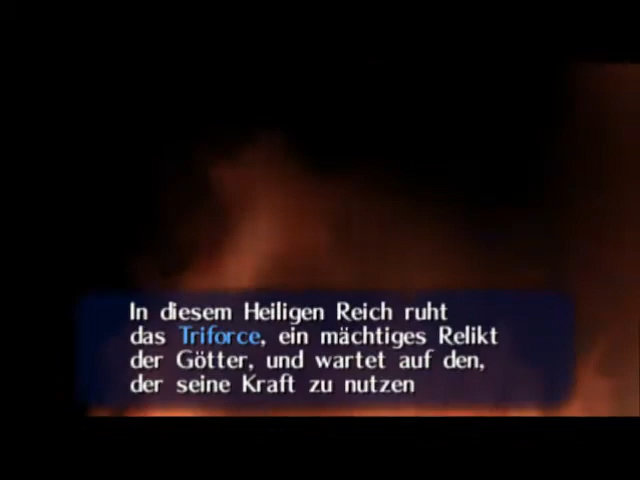 In diesem Heiligen Reich ruht
das Triforce, ein mächtiges Relikt
der Götter, und wartet auf den,
der seine Kraft zu nutzen